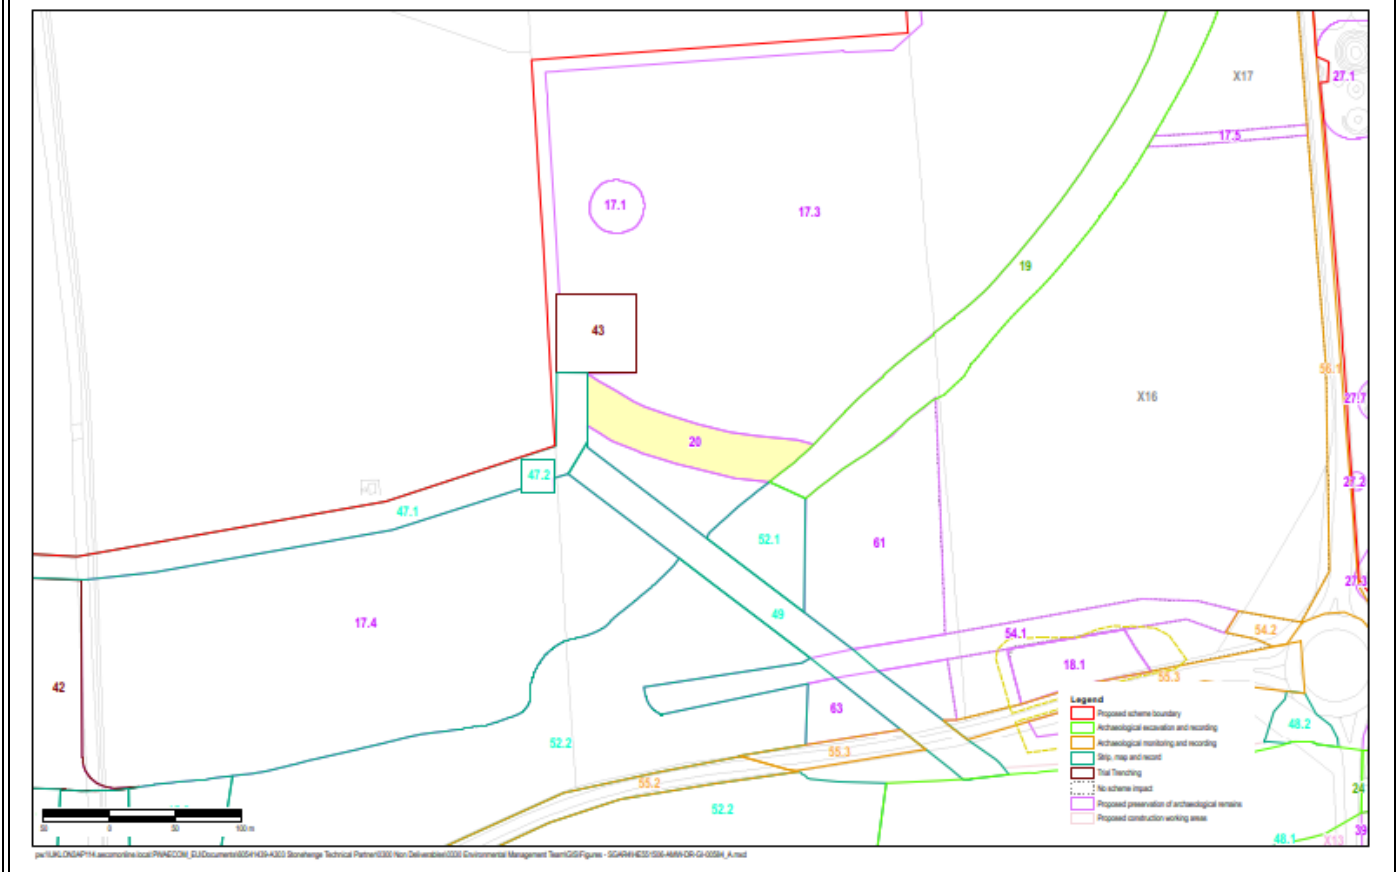 X17
27.1
17.5
17.1
17.3
19
43
56.1
X16
27.7
20
47.2
27.2
47.1
52.1
61
27.3
17.4
49
54.1
54.2
18.1
42
55.3
63
Legend
Proposed scheme boundary
48.2
Archaeological excavation and recording
52.2
55.3
Archaeological monitoring and recording
Strip, map and record
Trial Trenching
55.2
No scheme impact
24
52.2
Proposed preservation of archaeological remains
Proposed construction working areas
50 0 50 100 m
39
48.1
X13